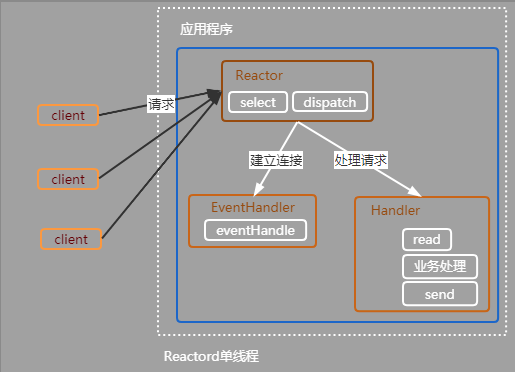 应用程序
Reactor
select
dispatch
请求
client
建立连接
处理请求
client
EventHandler
eventHandle
Handler
client
read
业务处理
send
Reactord单线程